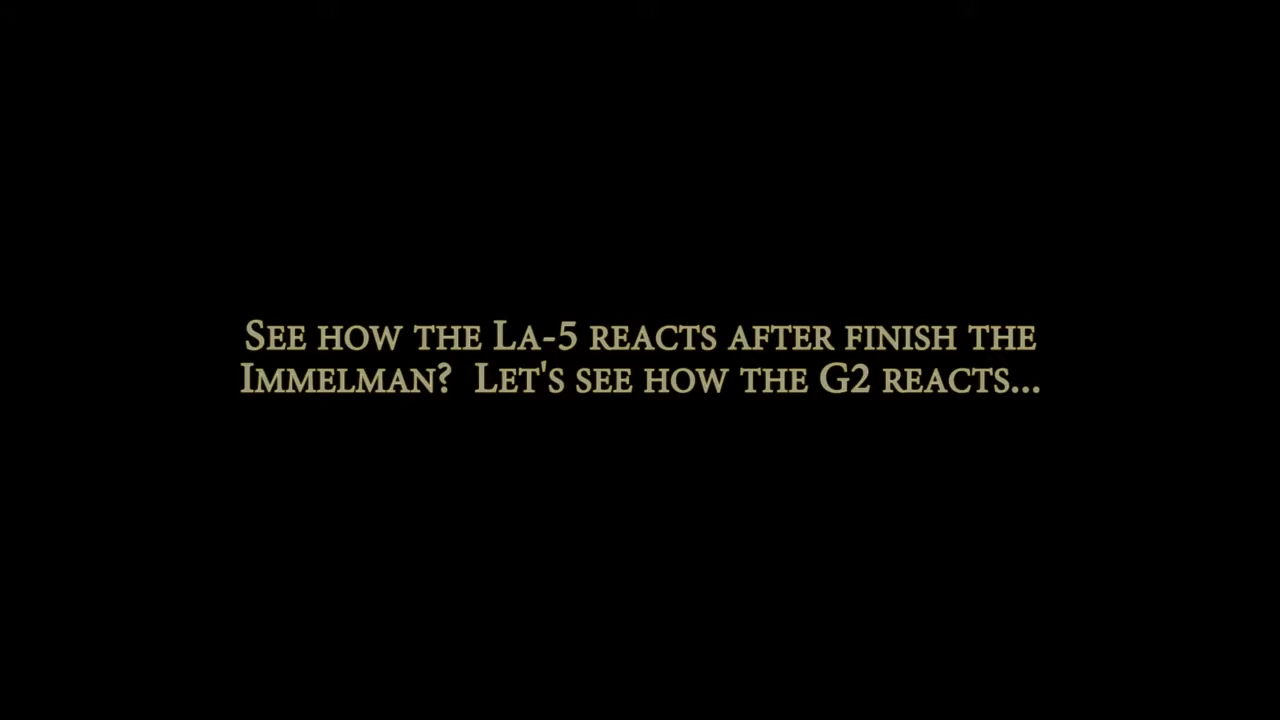 See how the La-5 reacts after finish the
Immelman?  Let's see how the G2 reacts...